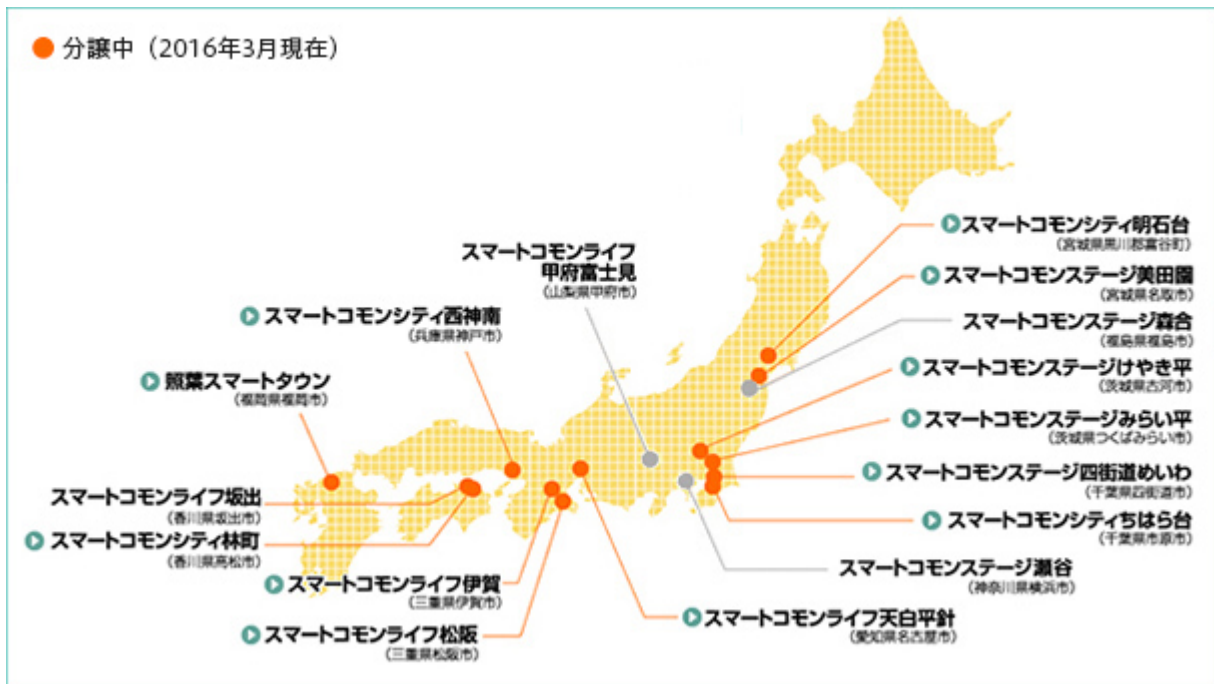 分譲中（2016年3月現在）
スマートコモンシティ明石台
（宮城県黒川郡富谷町）
スマートコモンライフ
甲府富士見
（山梨県甲府市）
スマートコモンステージ美田園
（宮城県名取市）
スマートコモンシティ西神南
（兵庫県神戸市）
スマートコモンステージ森合
（福島県福島市）
スマートコモンステージけやき平
（茨城県古河市）
照葉スマートタウン
（福岡県福岡市）
スマートコモンステージみらい平
（茨城県つくばみらい市）
スマートコモンステージ四街道めいわ
（千葉県四街道市）
スマートコモンライフ坂出
（香川県坂出市）
スマートコモンシティちはら台
（千葉県市原市）
スマートコモンシティ林町
（香川県高松市）
スマートコモンステージ瀬谷
（神奈川県横浜市）
スマートコモンライフ伊賀
（三重県伊賀市）
スマートコモンライフ天白平針
（愛知県名古屋市）
スマートコモンライフ松阪
（三重県松阪市）